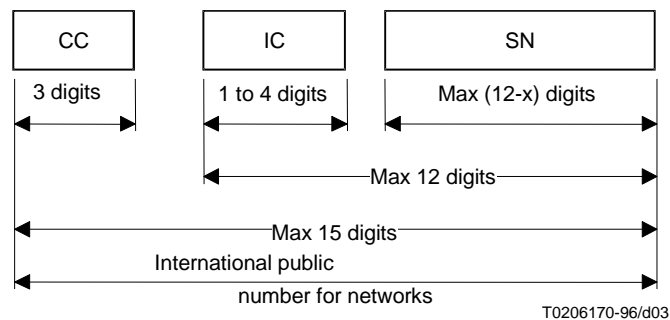 CC IC SN
3 digits 1 to 4 digits Max (12-x) digits
Max 12 digits
Max 15 digits
International public
number for networks
T0206170-96/d03